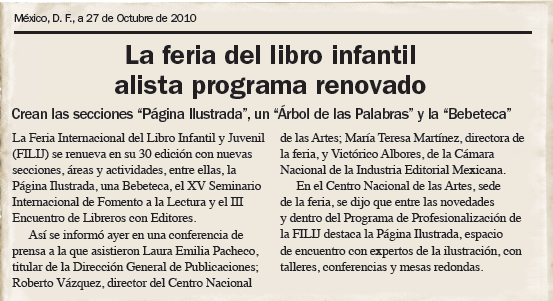 México, D. F., a 27 de Octubre de 2010
La feria del libro infantil
alista programa renovado
Crean las secciones “Página Ilustrada”, un “Árbol de las Palabras” y la “Bebeteca”
La Feria Internacional del Libro Infantil y Juvenil
(FILIJ) se renueva en su 30 edición con nuevas
secciones, áreas y actividades, entre ellas, la
Página Ilustrada, una Bebeteca, el XV Seminario
Internacional de Fomento a la Lectura y el III
Encuentro de Libreros con Editores.
Así se informó ayer en una conferencia de
prensa a la que asistieron Laura Emilia Pacheco,
titular de la Dirección General de Publicaciones;
Roberto Vázquez, director del Centro Nacional
de las Artes; María Teresa Martínez, directora de
la feria, y Victórico Albores, de la Cámara
Nacional de la Industria Editorial Mexicana.
En el Centro Nacional de las Artes, sede
de la feria, se dijo que entre las novedades
y dentro del Programa de Profesionalización de
la FILIJ destaca la Página Ilustrada, espacio
de encuentro con expertos de la ilustración, con
talleres, conferencias y mesas redondas.